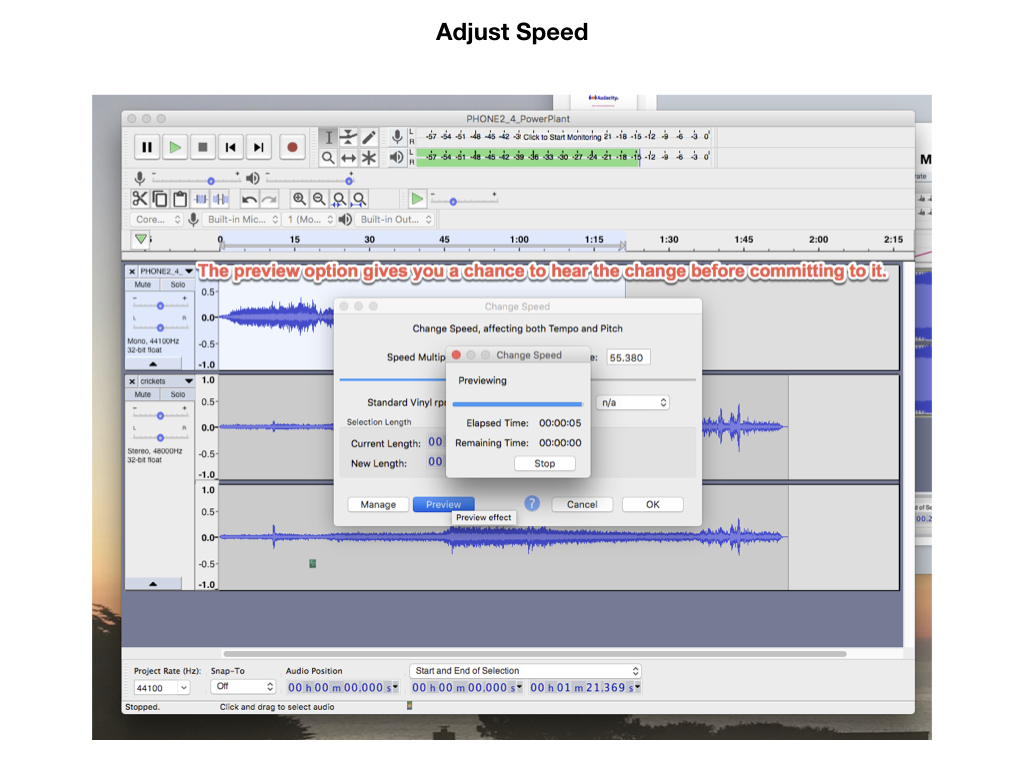 Adjust Speed
Audacity.
PHONE2_4_PowerPlant
L
R
-57 -54 -51 -48 -45 -42 -3 Click to Start Monitoring 21 -18 -15 -12 -9 -6 -3 0
L
R
-57 -54 -51 -48 -45 -42 -39 -36 -33 -30 -27 -24 -21 -18 -15 -12 -9 -6 -3 0
Core... Built-in Mic... 1 (Mo... Built-in Out...
0 15 30 45 1:00 1:15 1:30 1:45 2:00 2:15
The preview option gives you a chance to hear the change before committing to it.
PHONE2_4_
Mute Solo
L R
Mono, 44100Hz
32-bit float
0.5
0.0
-0.5
-1.0
crickets
Mute Solo
L R
Stereo, 48000Hz
32-bit float
1.0
0.5
0.0
-0.5
-1.0
1.0
0.5
0.0
-0.5
-1.0
Change Speed
Change Speed, affecting both Tempo and Pitch
Speed Multip
e: 55.380
Standard Vinyl rp
n/a
Selection Length
Current Length: 00
New Length: 00
Manage Preview ? Cancel OK
Preview effect
Change Speed
Previewing
Elapsed Time: 00:00:05
Remaining Time: 00:00:00
Stop
Project Rate (Hz): Snap-To Audio Position Start and End of Selection
44100 Off 00 h 00 m 00.000 s 00 h 00 m 00.000 s 00 h 01 m 21.369 s
Stopped. Click and drag to select audio
M
rate
00.2